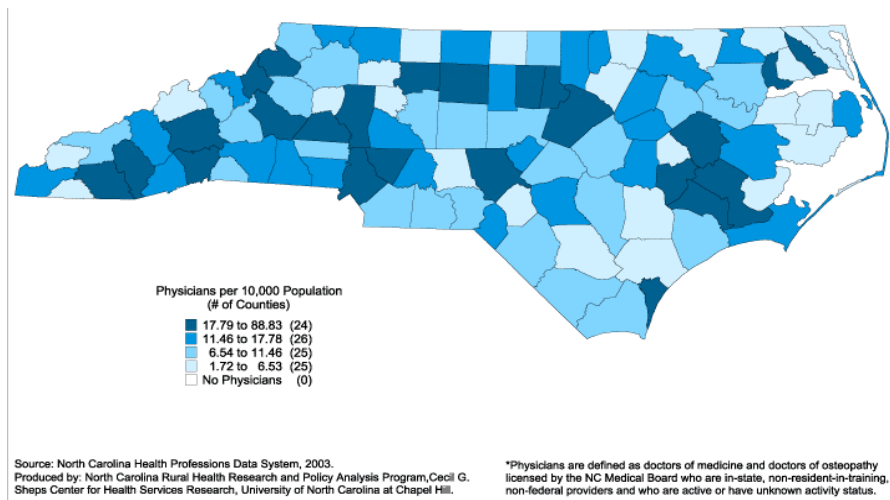 Physicians per 10,000 Population
(# of Counties)
17.79 to 88.83 (24)
11.46 to 17.78 (26)
6.54 to 11.46 (25)
1.72 to 6.53 (25)
No Physicians (0)
Source: North Carolina Health Professions Data System, 2003.
Produced by: North Carolina Rural Health Research and Policy Analysis Program,Cecil G.
Sheps Center for Health Services Research, University of North Carolina at Chapel Hill.
*Physicians are defined as doctors of medicine and doctors of osteopathy
licensed by the NC Medical Board who are in-state, non-resident-in-training,
non-federal providers and who are active or have unknown activity status.